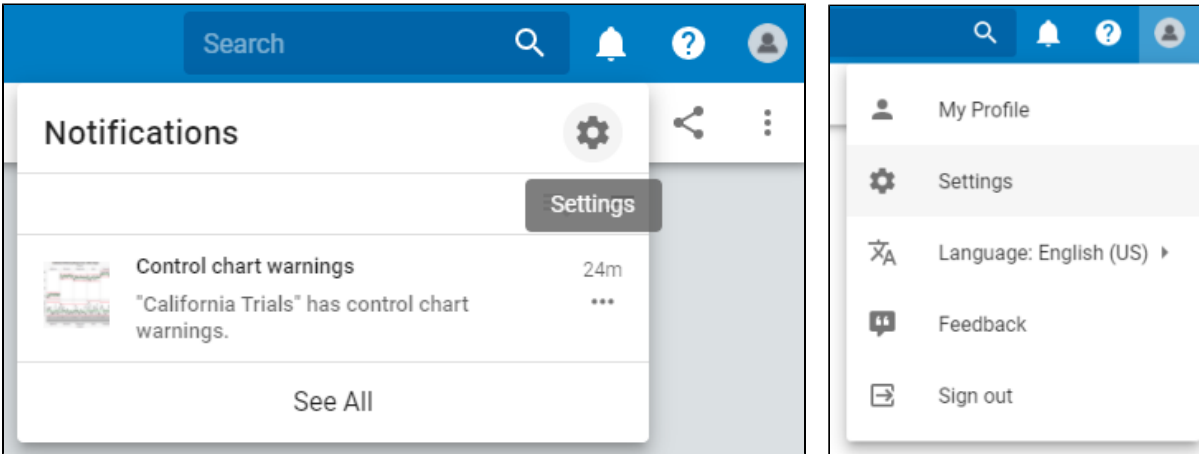 Search
Notifications
Settings
Control chart warnings
24m
"California Trials" has control chart
warnings.
See All
My Profile
Settings
Language: English (US)
Feedback
Sign out